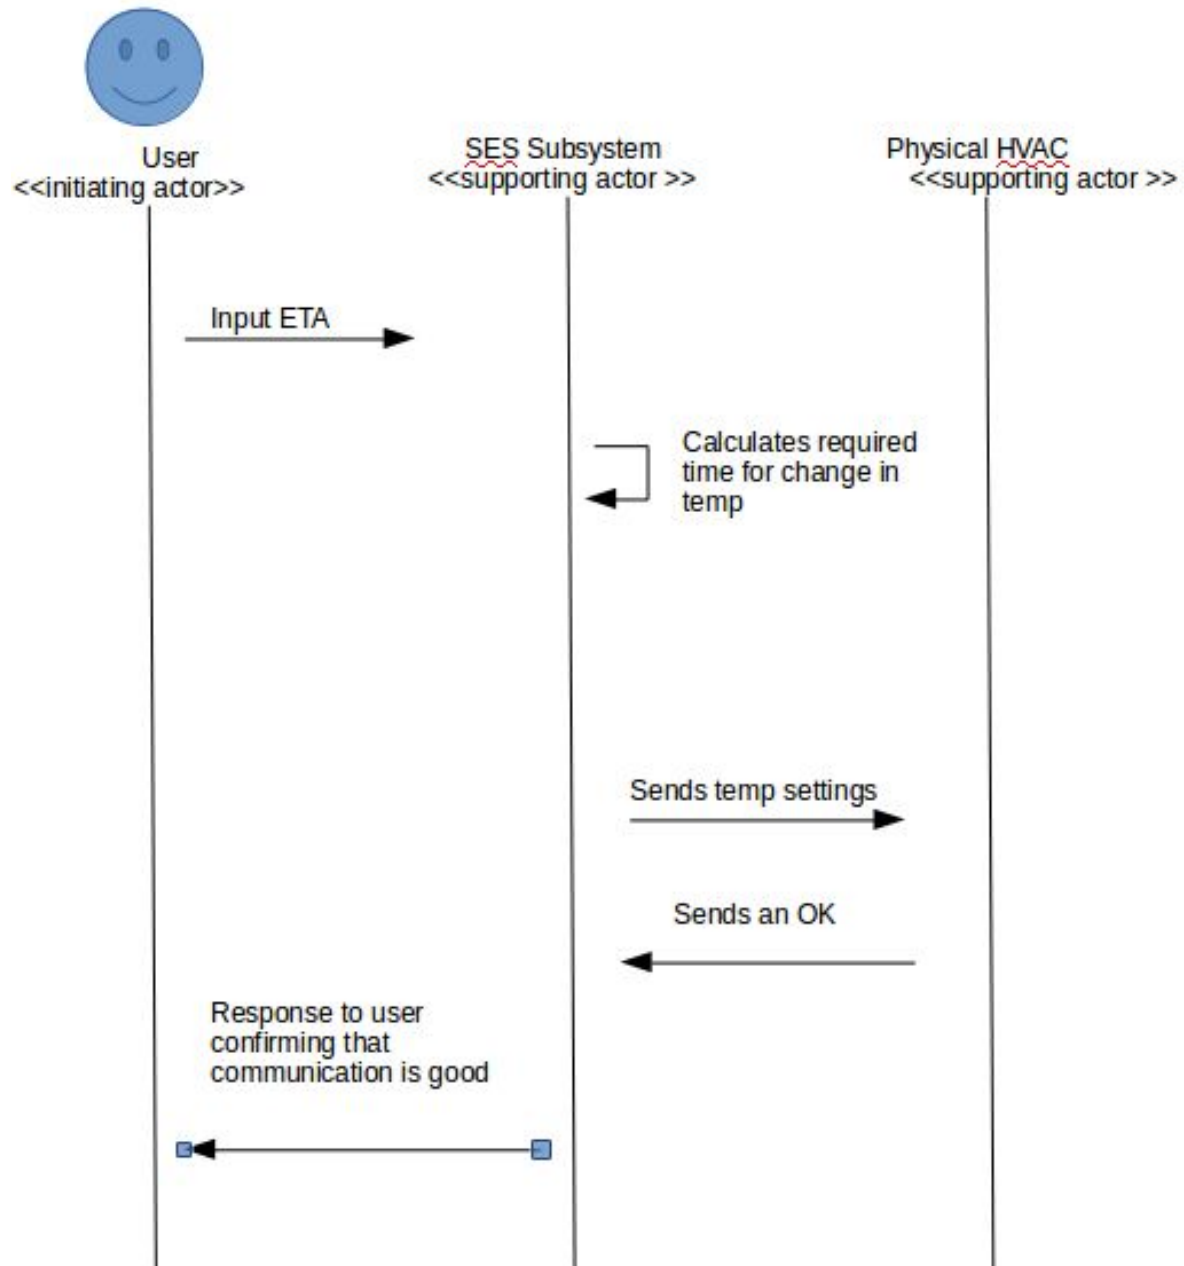 User
<<initiating actor>>
SES Subsystem
<<supporting actor >>
Physical HVAC
<<supporting actor >>
Input ETA
Calculates required
time for change in
temp
Sends temp settings
Sends an OK
Response to user
confirming that
communication is good